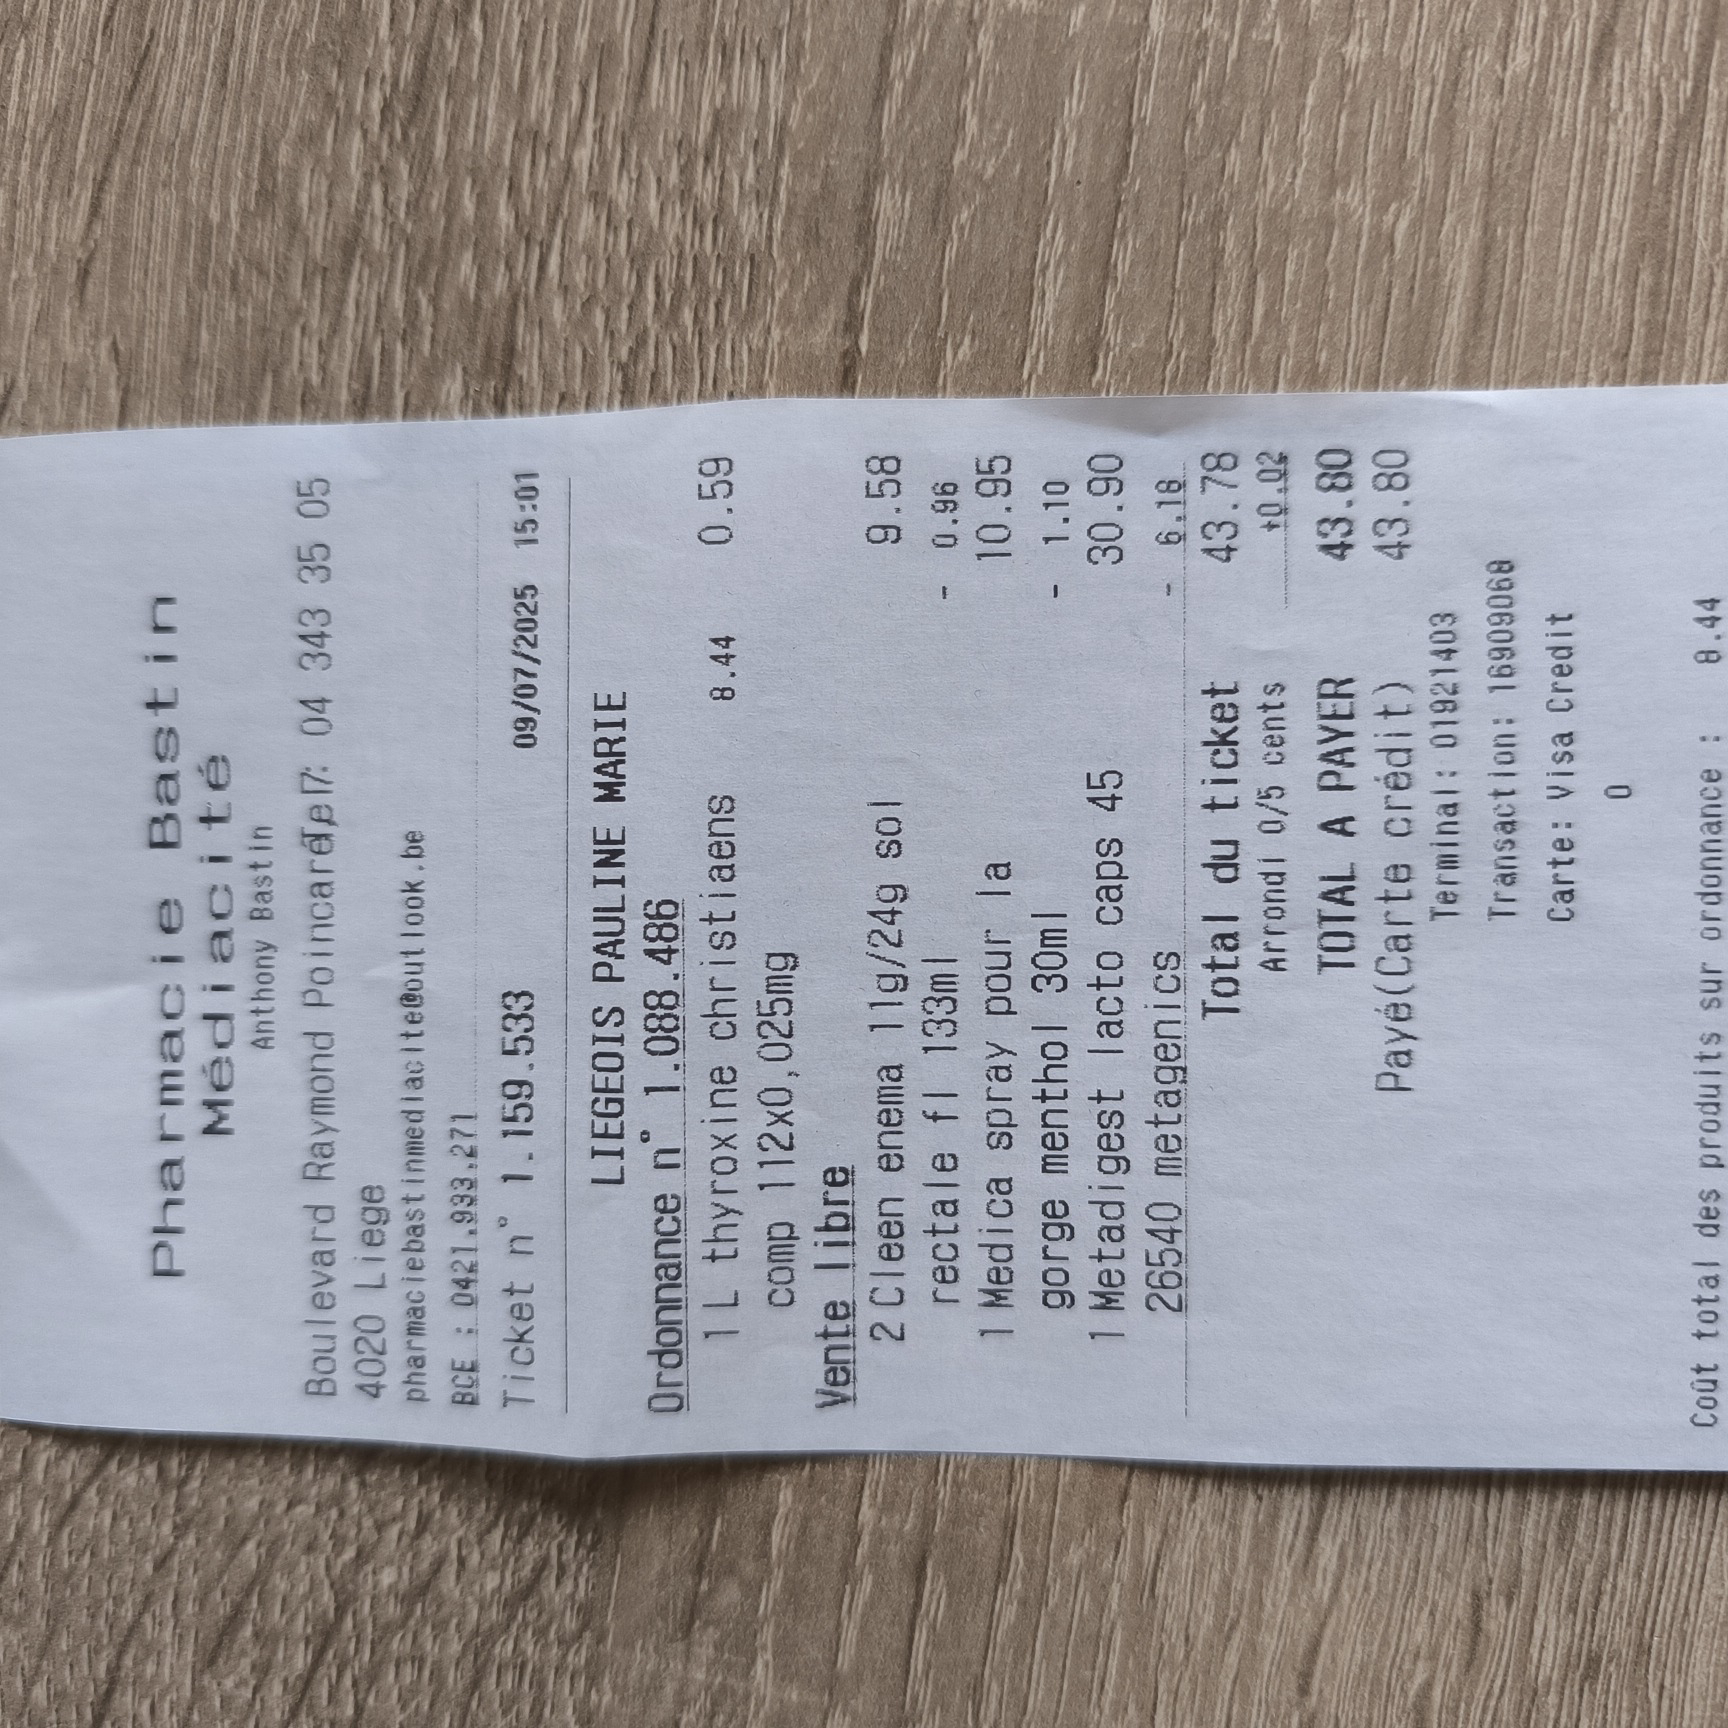 Pharmacie Bastin
Médiacité
Anthony Bastin
Boulevard Raymond Poincaré, 7 Tel: 04 343 35 05
4020 Liege
pharmaciebastinmediacite@outlook.be
BCE : 0421.933.271
Ticket n° 1.159.533 09/07/2025 15:01
LIEGEOIS PAULINE MARIE
Ordonnance n° 1.088.486
1 L thyroxine christiaens 8.44 0.59
comp 112x0,025mg
Vente libre
2 Cleen enema 11g/24g sol 9.58
rectale fl 133ml - 0.96
1 Medica spray pour la 10.95
gorge menthol 30ml - 1.10
1 Metadigest lacto caps 45 30.90
26540 metagenics - 6.18
Total du ticket 43.78
Arrondi 0/5 cents +0.02
TOTAL A PAYER 43.80
Payé(Carte crédit) 43.80
Terminal: 01921403
Transaction: 16909068
Carte: Visa Credit
0
Coût total des produits sur ordonnance : 8.44